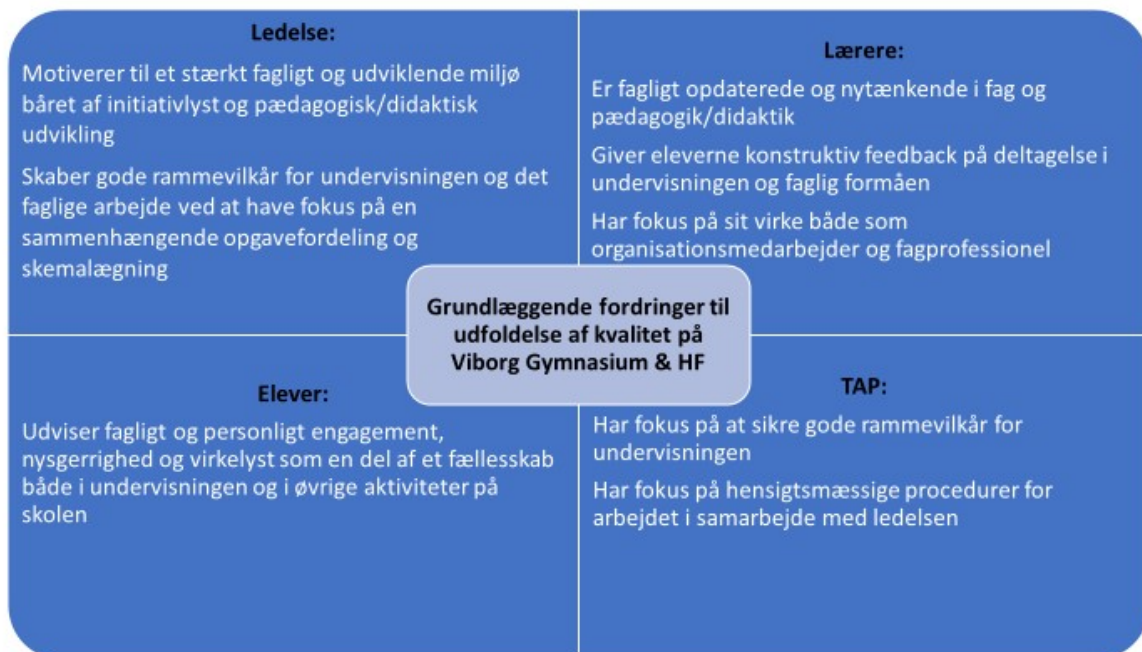 Ledelse:
Motiverer til et stærkt fagligt og udviklende miljø
båret af initiativlyst og pædagogisk/didaktisk
udvikling
Skaber gode rammevilkår for undervisningen og det
faglige arbejde ved at have fokus på en
sammenhængende opgavefordeling og
skemalægning
Lærere:
Er fagligt opdaterede og nytænkende i fag og
pædagogik/didaktik
Giver eleverne konstruktiv feedback på deltagelse i
undervisningen og faglig formåen
Har fokus på sit virke både som
organisationsmedarbejder og fagprofessionel
Grundlæggende fordringer til
udfoldelse af kvalitet på
Viborg Gymnasium & HF
Elever:
Udviser fagligt og personligt engagement,
nysgerrighed og virkelyst som en del af et fællesskab
både i undervisningen og i øvrige aktiviteter på
skolen
TAP:
Har fokus på at sikre gode rammevilkår for
undervisningen
Har fokus på hensigtsmæssige procedurer for
arbejdet i samarbejde med ledelsen